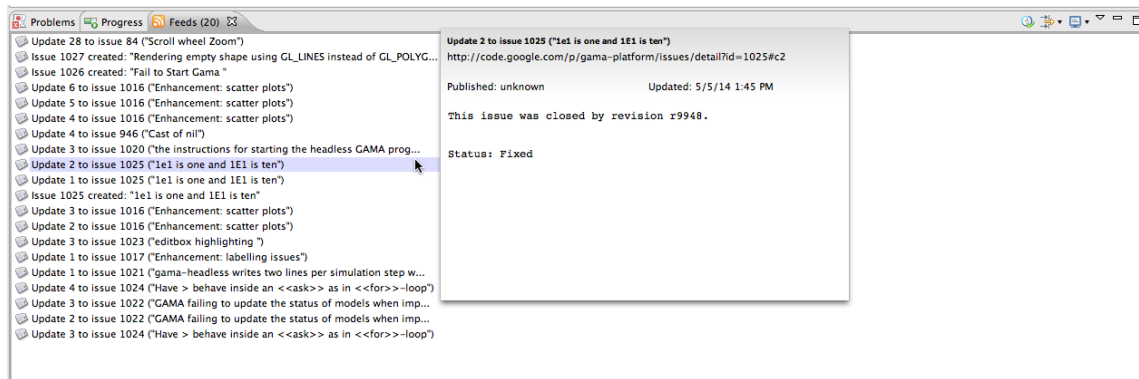 Problems Progress Feeds (20)
Update 28 to issue 84 ("Scroll wheel Zoom")
Issue 1027 created: "Rendering empty shape using GL_LINES instead of GL_POLYG...
Issue 1026 created: "Fail to Start Gama "
Update 6 to issue 1016 ("Enhancement: scatter plots")
Update 5 to issue 1016 ("Enhancement: scatter plots")
Update 4 to issue 1016 ("Enhancement: scatter plots")
Update 4 to issue 946 ("Cast of nil")
Update 3 to issue 1020 ("the instructions for starting the headless GAMA prog...
Update 2 to issue 1025 ("1e1 is one and 1E1 is ten")
Update 1 to issue 1025 ("1e1 is one and 1E1 is ten")
Issue 1025 created: "1e1 is one and 1E1 is ten"
Update 3 to issue 1016 ("Enhancement: scatter plots")
Update 2 to issue 1016 ("Enhancement: scatter plots")
Update 3 to issue 1023 ("editbox highlighting ")
Update 1 to issue 1017 ("Enhancement: labelling issues")
Update 1 to issue 1021 ("gama-headless writes two lines per simulation step w...
Update 4 to issue 1024 ("Have > behave inside an <<ask>> as in <<for>>-loop")
Update 3 to issue 1022 ("GAMA failing to update the status of models when imp...
Update 2 to issue 1022 ("GAMA failing to update the status of models when imp...
Update 3 to issue 1024 ("Have > behave inside an <<ask>> as in <<for>>-loop")
Update 2 to issue 1025 ("1e1 is one and 1E1 is ten")
http://code.google.com/p/gama-platform/issues/detail?id=1025#c2
Published: unknown Updated: 5/5/14 1:45 PM
This issue was closed by revision r9948.
Status: Fixed